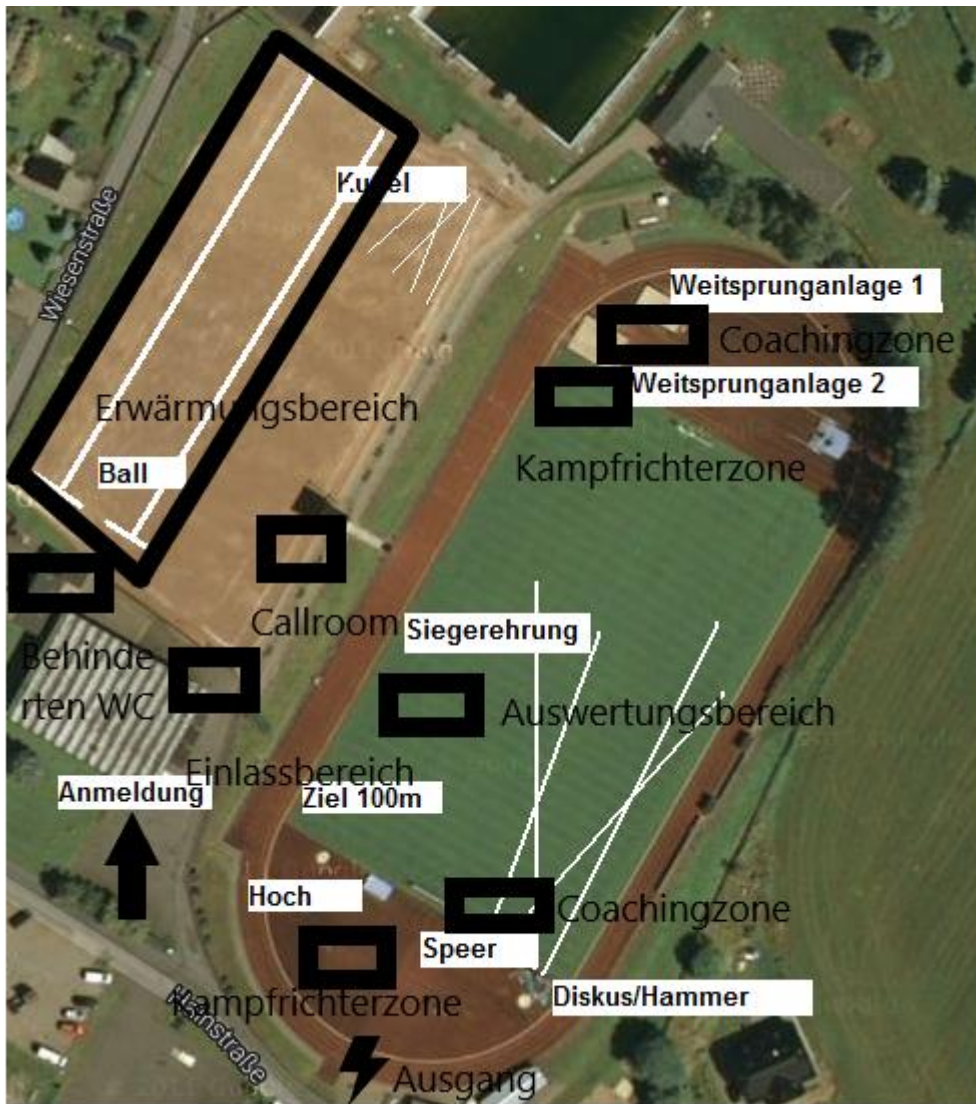 Kugel
Wiesenstraße
Weitsprunganlage 1
Coachingzone
Weitsprunganlage 2
Erwärmungsbereich
Ball
Kampfrichterzone
Callroom
Siegerehrung
Behinde
rten WC
Auswertungsbereich
Einlassbereich
Anmeldung
Ziel 100m
Hoch
Coachingzone
Speer
Diskus/Hammer
Kampfrichterzone
Hainstraße
Ausgang